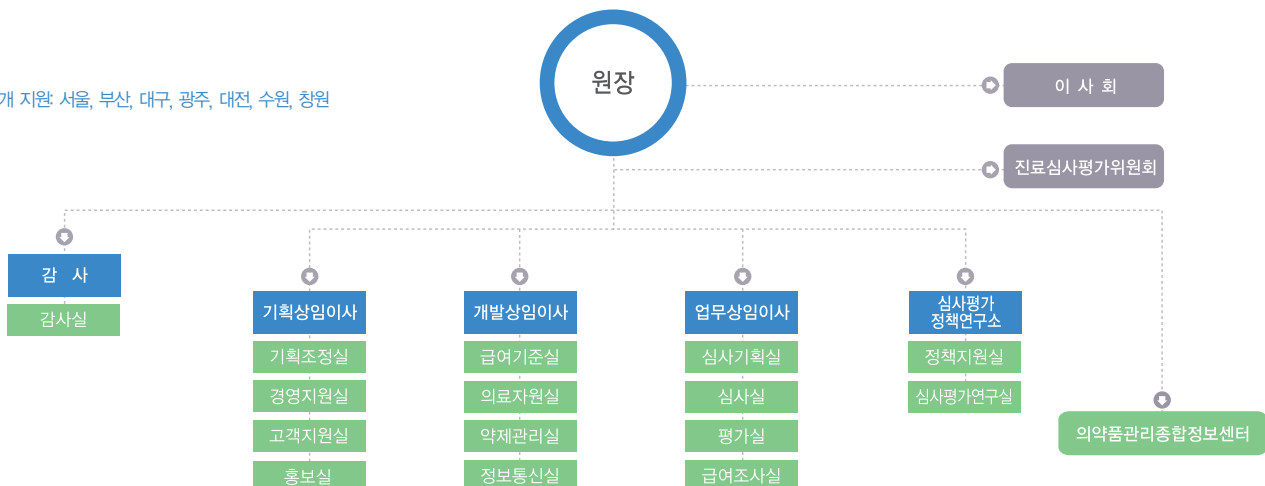 원장
이 사 회
개 지원: 서울, 부산, 대구, 광주, 대전, 수원, 창원
진료심사평가위원회
감 사
감사실
기획상임이사
기획조정실
경영지원실
고객지원실
홍보실
개발상임이사
급여기준실
의료자원실
약제관리실
정보통신실
업무상임이사
심사기획실
심사실
평가실
급여조사실
심사평가
정책연구소
정책지원실
심사평가연구실
의약품관리종합정보센터